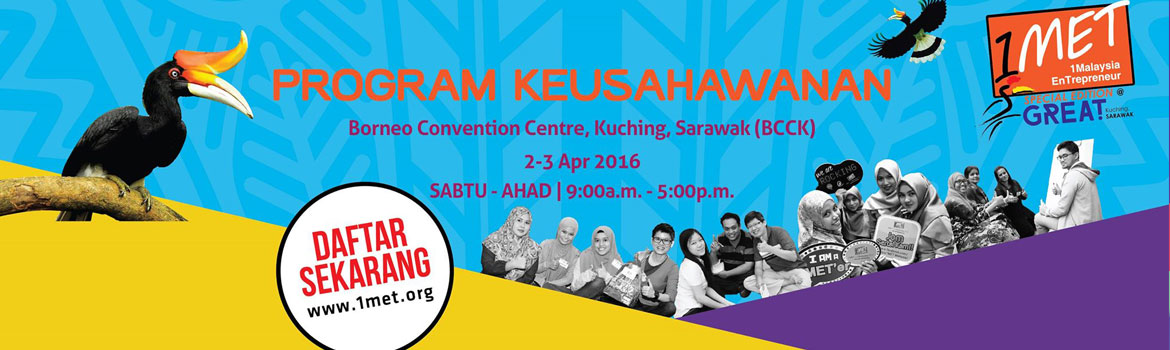 PROGRAM KEUSAHAWANAN
Borneo Convention Centre, Kuching, Sarawak (BCCK)
2-3 Apr 2016
SABTU - AHAD | 9:00a.m. - 5:00p.m.
DAFTAR
SEKARANG
www.1met.org
1MET
1Malaysia
EnTrepreneur
SPECIAL EDITION @
GREAT
Kuching,
SARAWAK
I AM A
MET'er